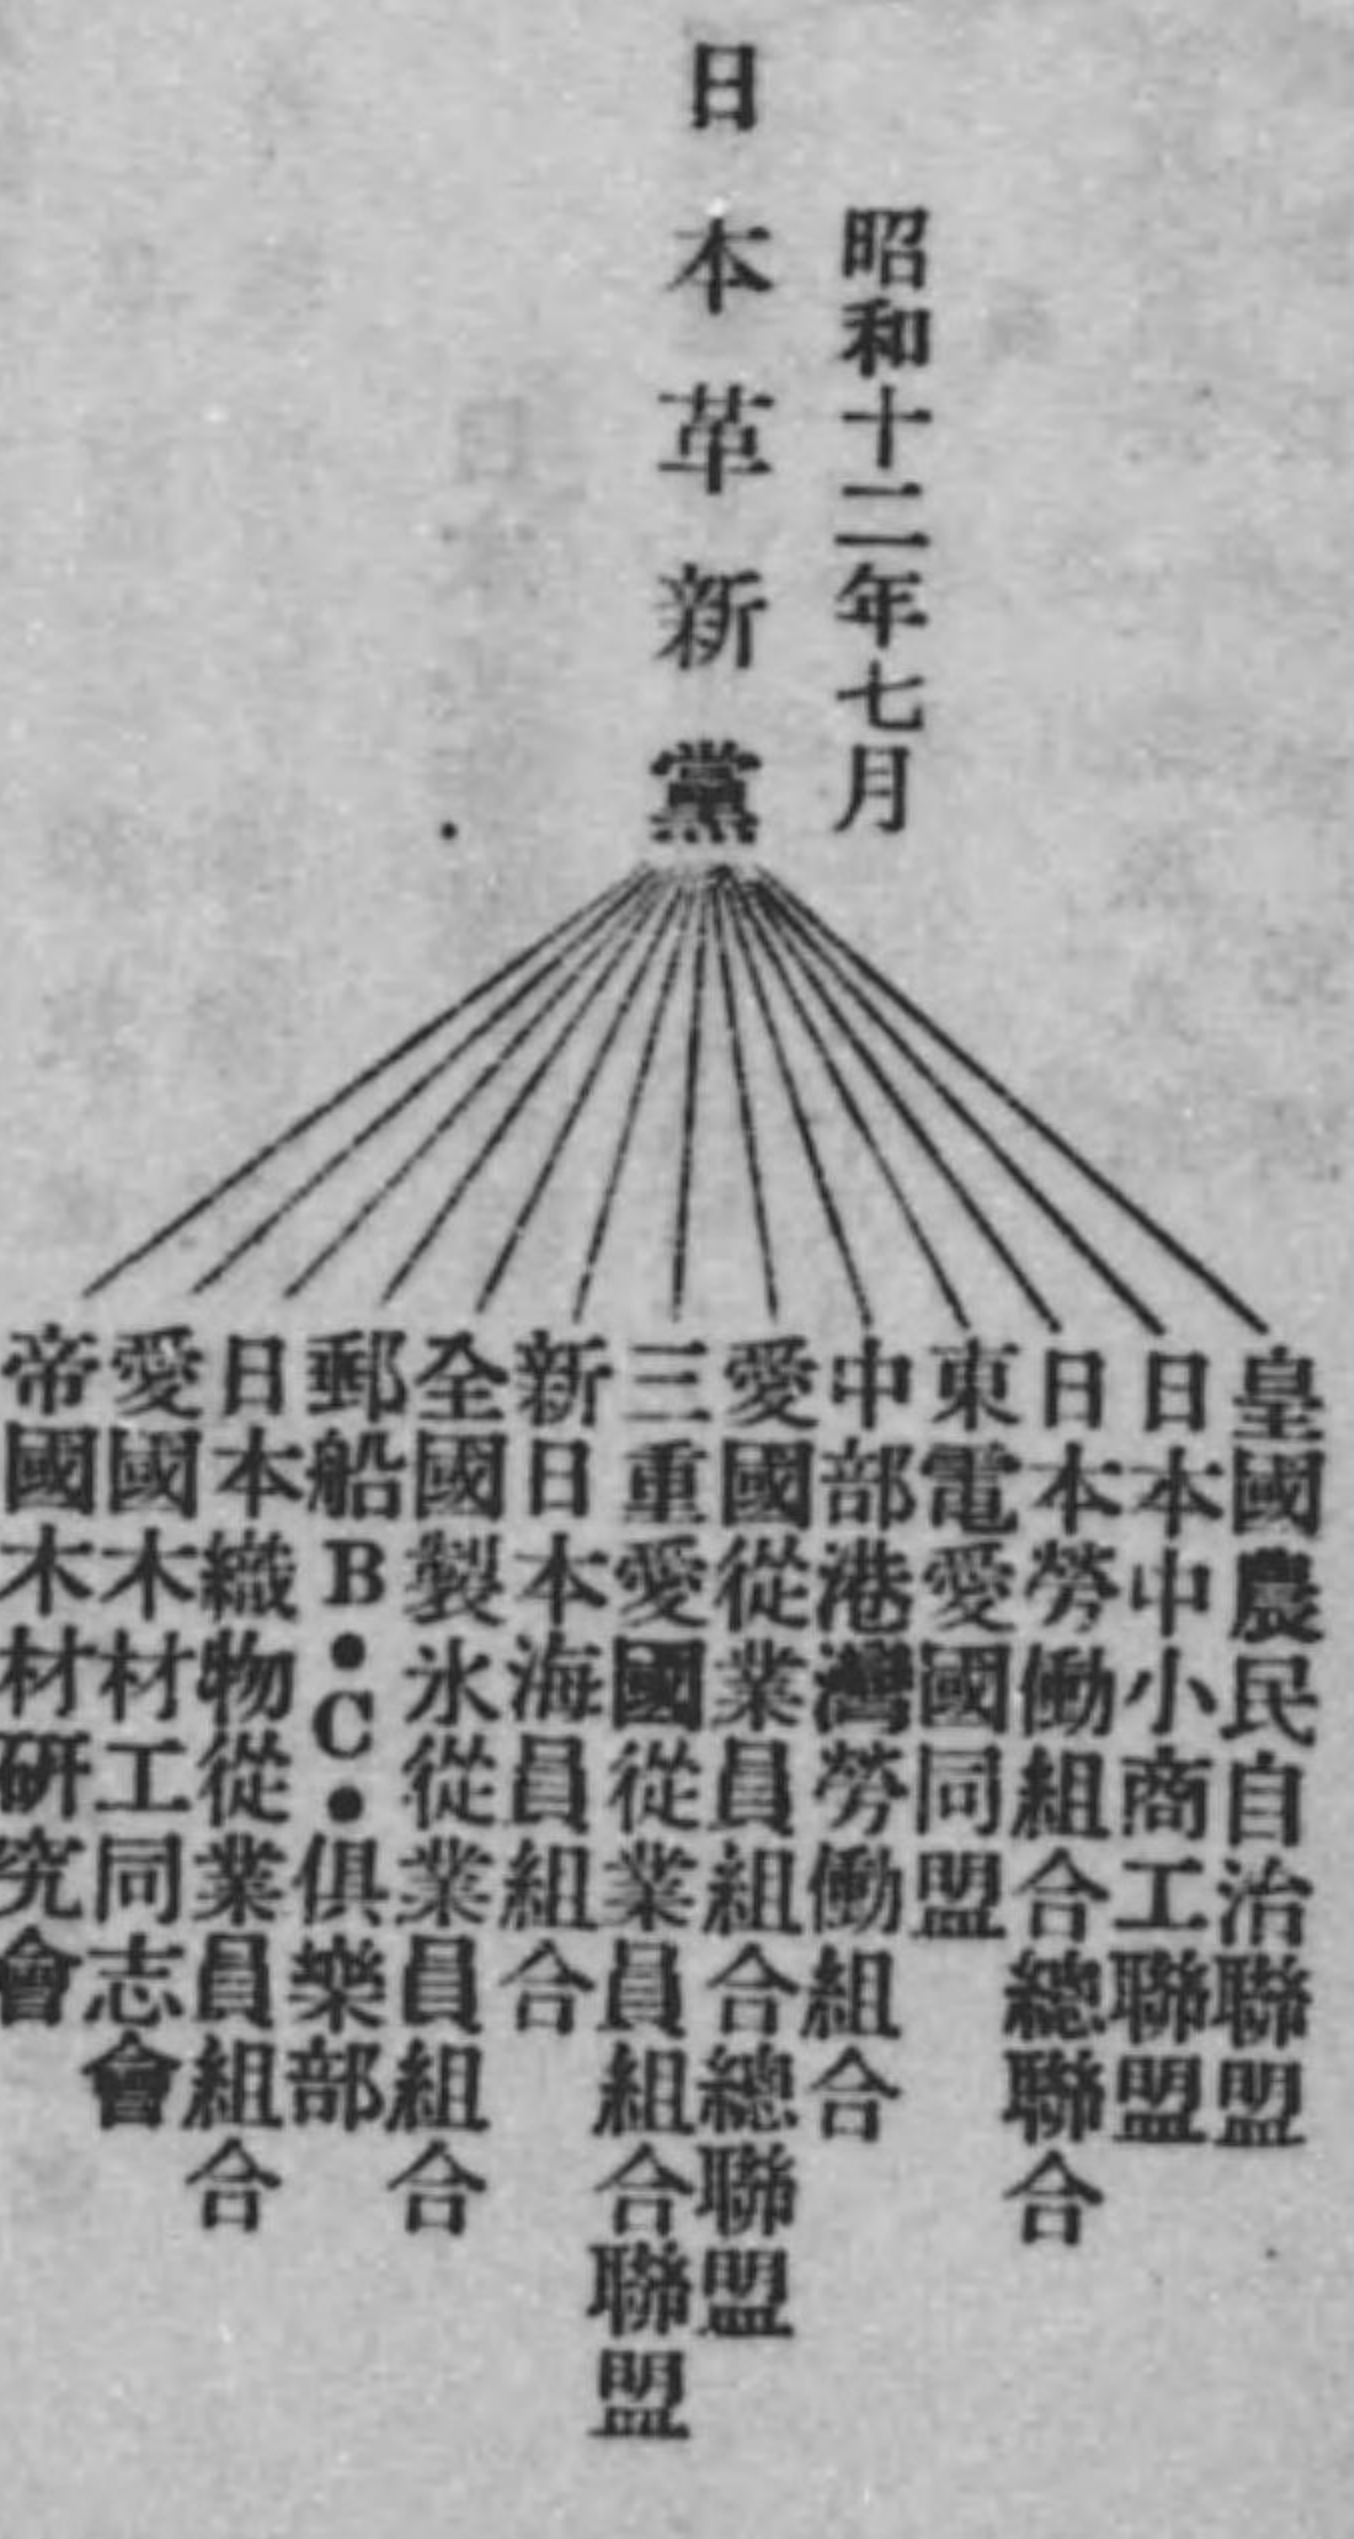 昭和十二年七月
日本革新黨
皇國農民自治聯盟
日本中小商工聯盟
日本勞働組合總聯合
東電愛國同盟
中部港灣勞働組合
愛國從業員組合總聯盟
三重愛國從業員組合聯盟
新日本海員組合
全國製氷從業員組合
郵船B・C・俱樂部
日本織物從業員組合
愛國木材工同志會
帝國木材硏究會